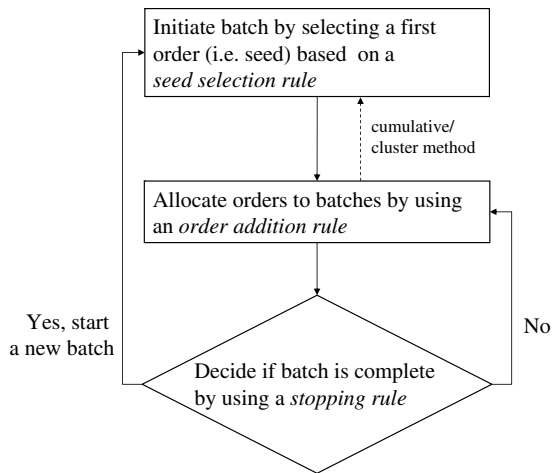 Initiate batch by selecting a first
order (i.e. seed) based on a
seed selection rule
cumulative/
cluster method
Allocate orders to batches by using
an order addition rule
Yes, start
a new batch
No
Decide if batch is complete
by using a stopping rule